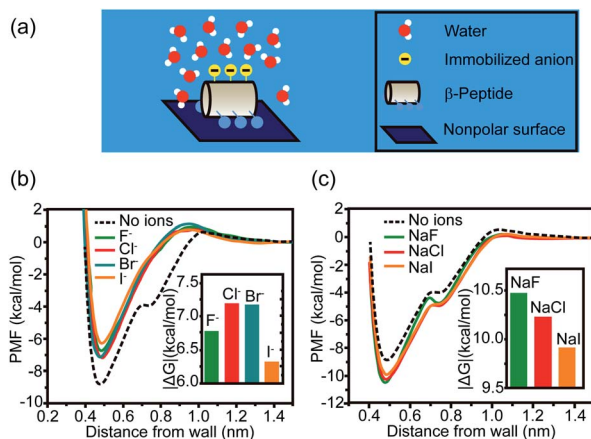 (a)
Water
Immobilized anion
β-Peptide
Nonpolar surface
(b)
PMF (kcal/mol)
2
0
-2
-4
-6
-8
-10
No ions
F⁻
Cl⁻
Br⁻
I⁻
|ΔG|(kcal/mol)
7.5
7.0
6.5
6.0
F⁻
Cl⁻
Br⁻
I⁻
0.2 0.4 0.6 0.8 1.0 1.2 1.4
Distance from wall (nm)
(c)
PMF (kcal/mol)
2
0
-2
-4
-6
-8
-10
-12
No ions
NaF
NaCl
NaI
|ΔG|(kcal/mol)
10.5
10.0
9.5
NaF
NaCl
NaI
0.4 0.6 0.8 1.0 1.2 1.4
Distance from wall (nm)